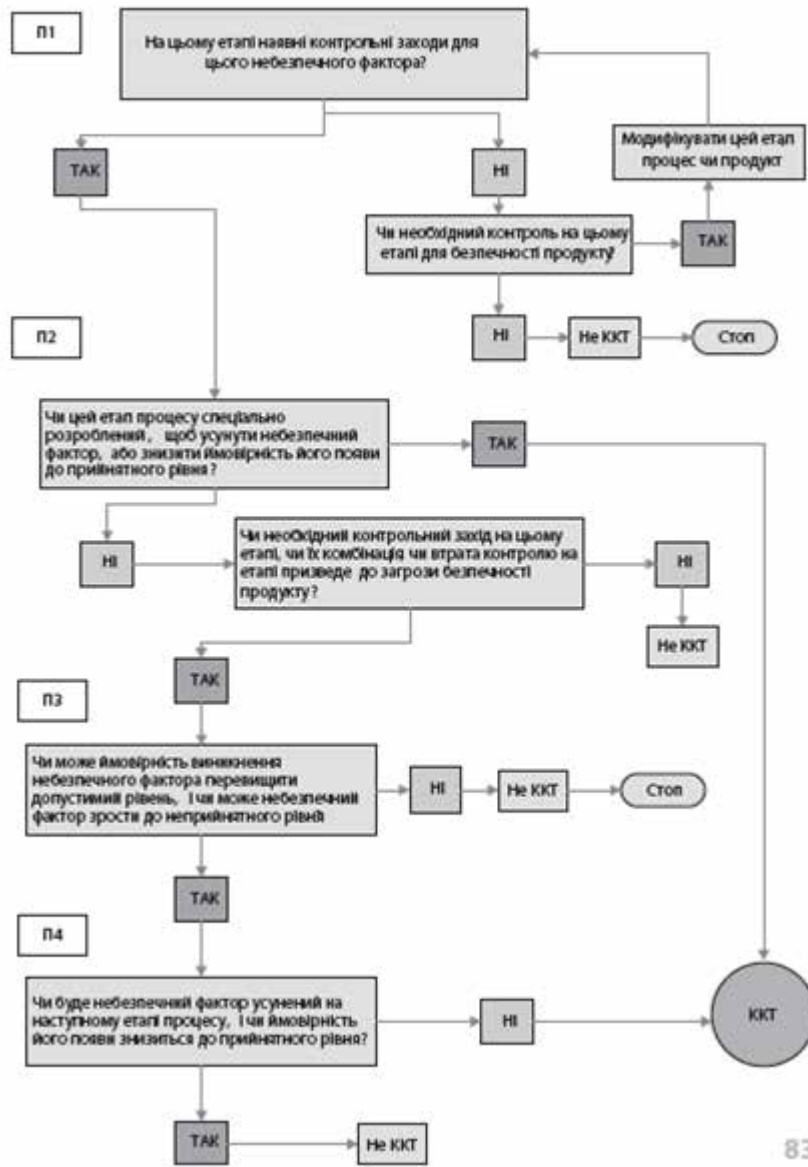 П1
На цьому етапі наявні контрольні заходи для
цього небезпечного фактора?
ТАК
НІ
Модифікувати цей етап
процес чи продукт
Чи необхідний контроль на цьому
етапі для безпечності продукту?
ТАК
П2
НІ
Не ККТ
Стоп
Чи цей етап процесу спеціально
розроблений, щоб усунути небезпечний
фактор, або знизити ймовірність його появи
до прийнятного рівня?
ТАК
НІ
Чи необхідний контрольний захід на цьому
етапі, чи їх комбінація чи втрата контролю на
етапі призведе до загрози безпечності
продукту?
НІ
Не ККТ
ТАК
П3
Чи може ймовірність виникнення
небезпечного фактора перевищити
допустимий рівень, і чи може небезпечний
фактор зрости до неприйнятного рівня
НІ
Не ККТ
Стоп
ТАК
П4
Чи буде небезпечний фактор усунений на
наступному етапі процесу, і чи ймовірність
його появи знизиться до прийнятного рівня?
НІ
ККТ
ТАК
Не ККТ
83